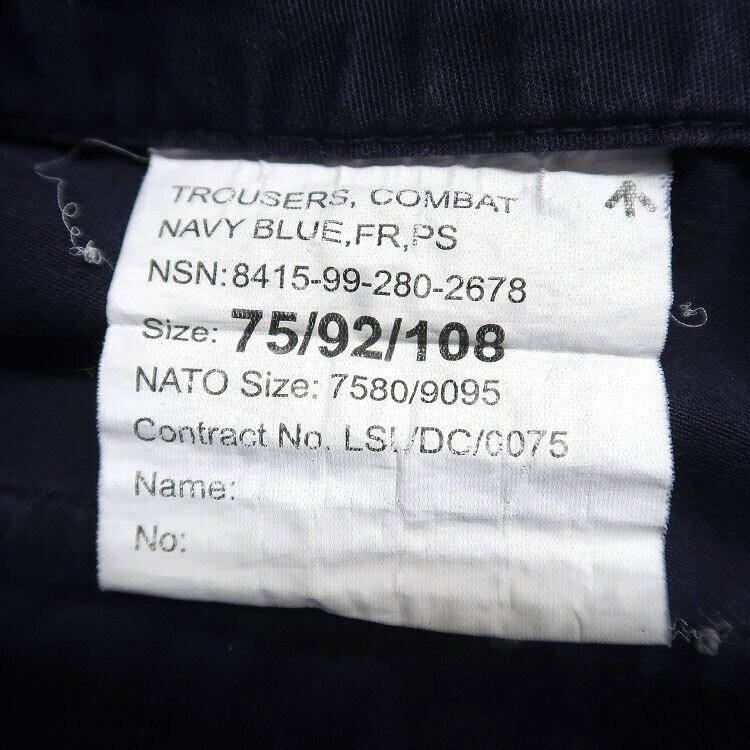 TROUSERS, COMBAT
NAVY BLUE,FR,PS
NSN:8415-99-280-2678
Size: 75/92/108
NATO Size: 7580/9095
Contract No. LSL/DC/0075
Name:
No: